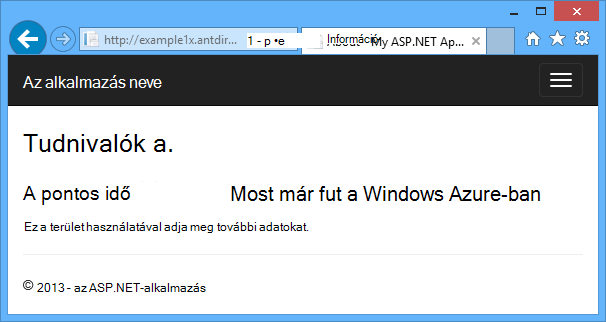 http://example1x.antdir... 1 - p •e Információk My ASP.NET Ap...
Az alkalmazás neve
Tudnivalók a.
A pontos idő Most már fut a Windows Azure-ban
Ez a terület használatával adja meg további adatokat.
© 2013 - az ASP.NET-alkalmazás